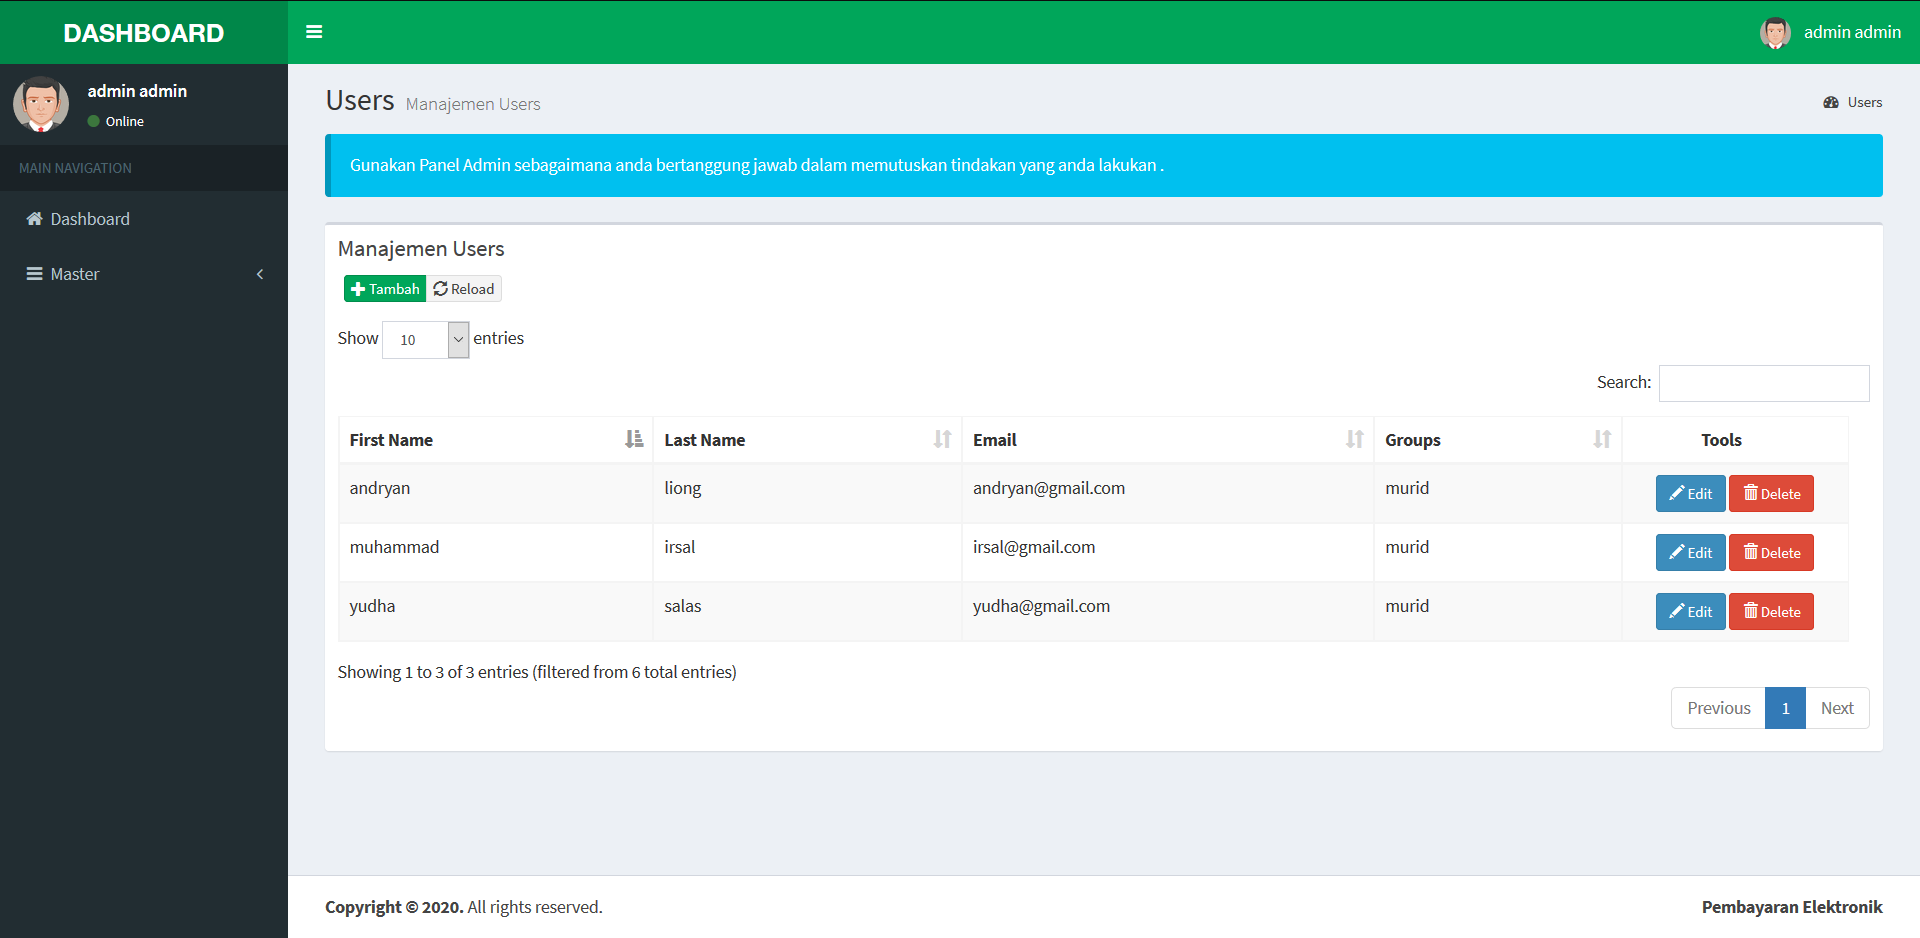 DASHBOARD
admin admin
admin admin
Online
MAIN NAVIGATION
Dashboard
Master
Users Manajemen Users
Users
Gunakan Panel Admin sebagaimana anda bertanggung jawab dalam memutuskan tindakan yang anda lakukan .
Manajemen Users
Tambah Reload
Show 10 entries
Search:
First Name Last Name Email Groups Tools
andryan liong andryan@gmail.com murid Edit Delete
muhammad irsal irsal@gmail.com murid Edit Delete
yudha salas yudha@gmail.com murid Edit Delete
Showing 1 to 3 of 3 entries (filtered from 6 total entries)
Previous 1 Next
Copyright © 2020. All rights reserved.
Pembayaran Elektronik